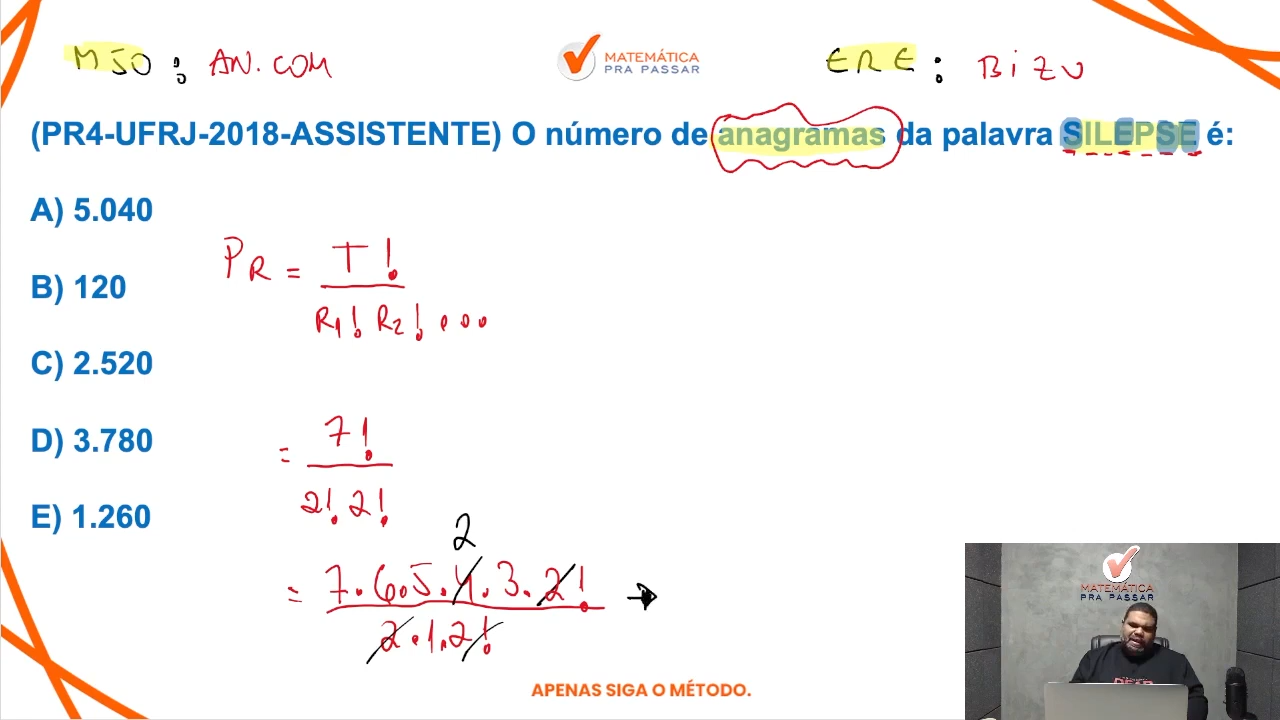 M50: AN. COM
MATEMÁTICA
PRA PASSAR
ERE: BIZU
(PR4-UFRJ-2018-ASSISTENTE) O número de anagramas da palavra SILEPSE é:
A) 5.040
B) 120
C) 2.520
D) 3.780
E) 1.260
PR = T!
R1! R2! ...
= 7!
2! 2!
2
= 7.6.5.4.3.2! →
2.1.2!
MATEMÁTICA
PRA PASSAR
APENAS SIGA O MÉTODO.